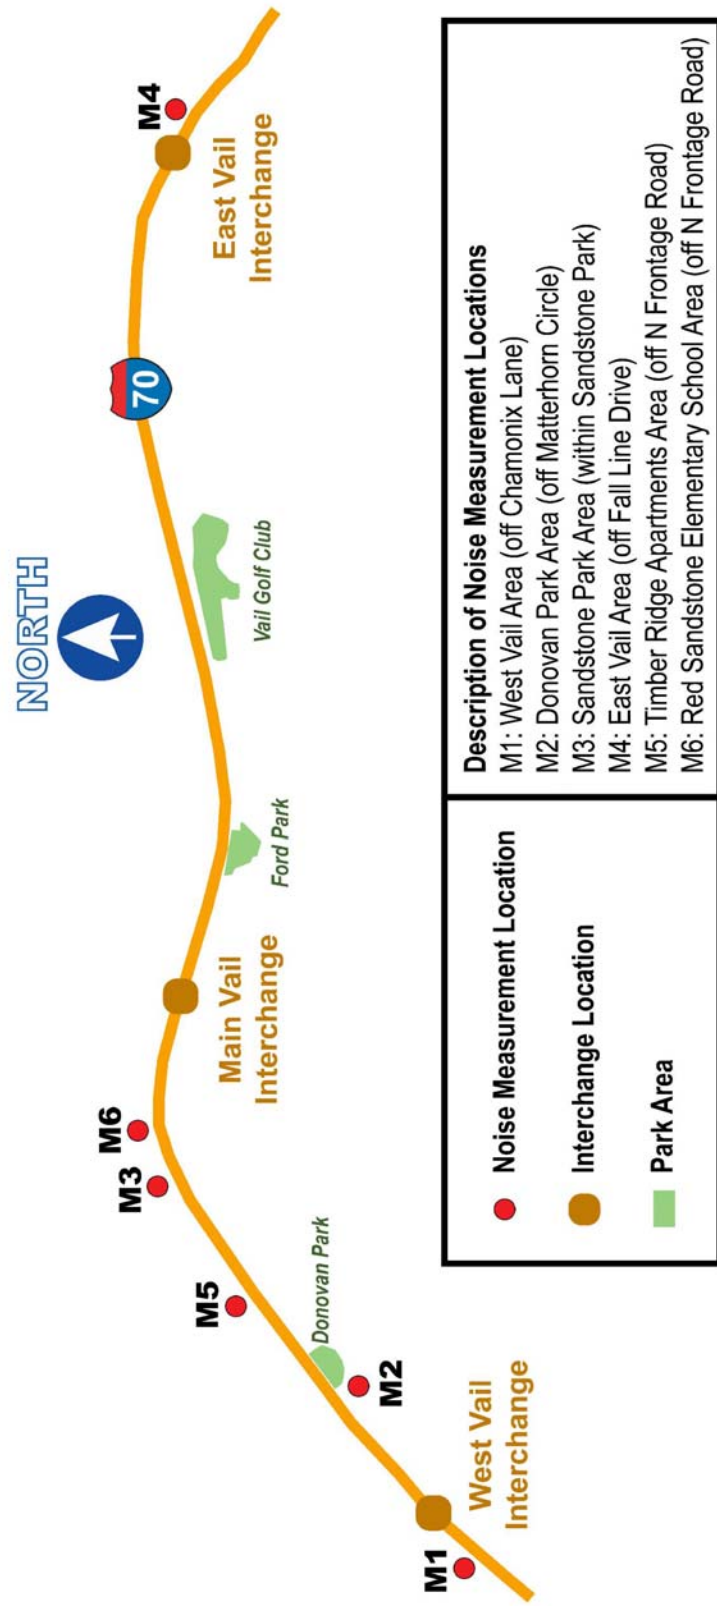 NORTH
M4
70
East Vail
Interchange
Vail Golf Club
Ford Park
Main Vail
Interchange
M6
M3
M5
Donovan Park
M2
West Vail
Interchange
M1
Noise Measurement Location
Interchange Location
Park Area
Description of Noise Measurement Locations
M1: West Vail Area (off Chamonix Lane)
M2: Donovan Park Area (off Matterhorn Circle)
M3: Sandstone Park Area (within Sandstone Park)
M4: East Vail Area (off Fall Line Drive)
M5: Timber Ridge Apartments Area (off N Frontage Road)
M6: Red Sandstone Elementary School Area (off N Frontage Road)